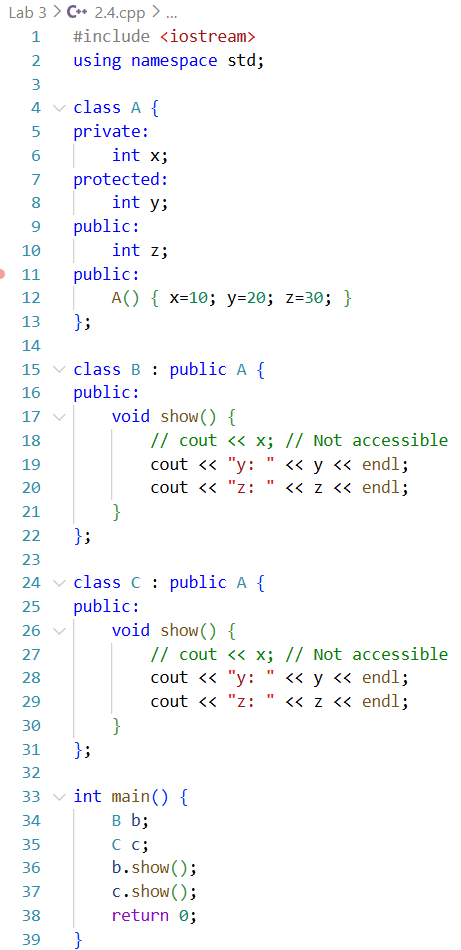 Lab 3 > C++ 2.4.cpp > ...
1 #include <iostream>
2 using namespace std;
3
4 class A {
5 private:
6     int x;
7 protected:
8     int y;
9 public:
10     int z;
11 public:
12     A() { x=10; y=20; z=30; }
13 };
14
15 class B : public A {
16 public:
17     void show() {
18         // cout << x; // Not accessible
19         cout << "y: " << y << endl;
20         cout << "z: " << z << endl;
21     }
22 };
23
24 class C : public A {
25 public:
26     void show() {
27         // cout << x; // Not accessible
28         cout << "y: " << y << endl;
29         cout << "z: " << z << endl;
30     }
31 };
32
33 int main() {
34     B b;
35     C c;
36     b.show();
37     c.show();
38     return 0;
39 }